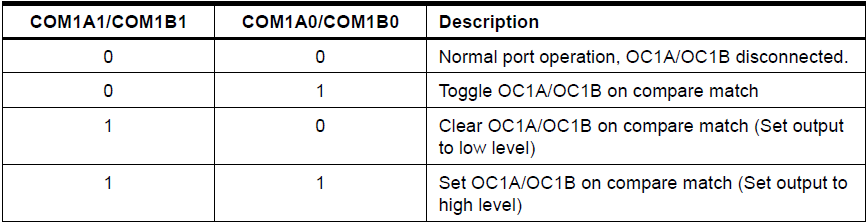 COM1A1/COM1B1 COM1A0/COM1B0 Description
0 0 Normal port operation, OC1A/OC1B disconnected.
0 1 Toggle OC1A/OC1B on compare match
1 0 Clear OC1A/OC1B on compare match (Set output
to low level)
1 1 Set OC1A/OC1B on compare match (Set output to
high level)